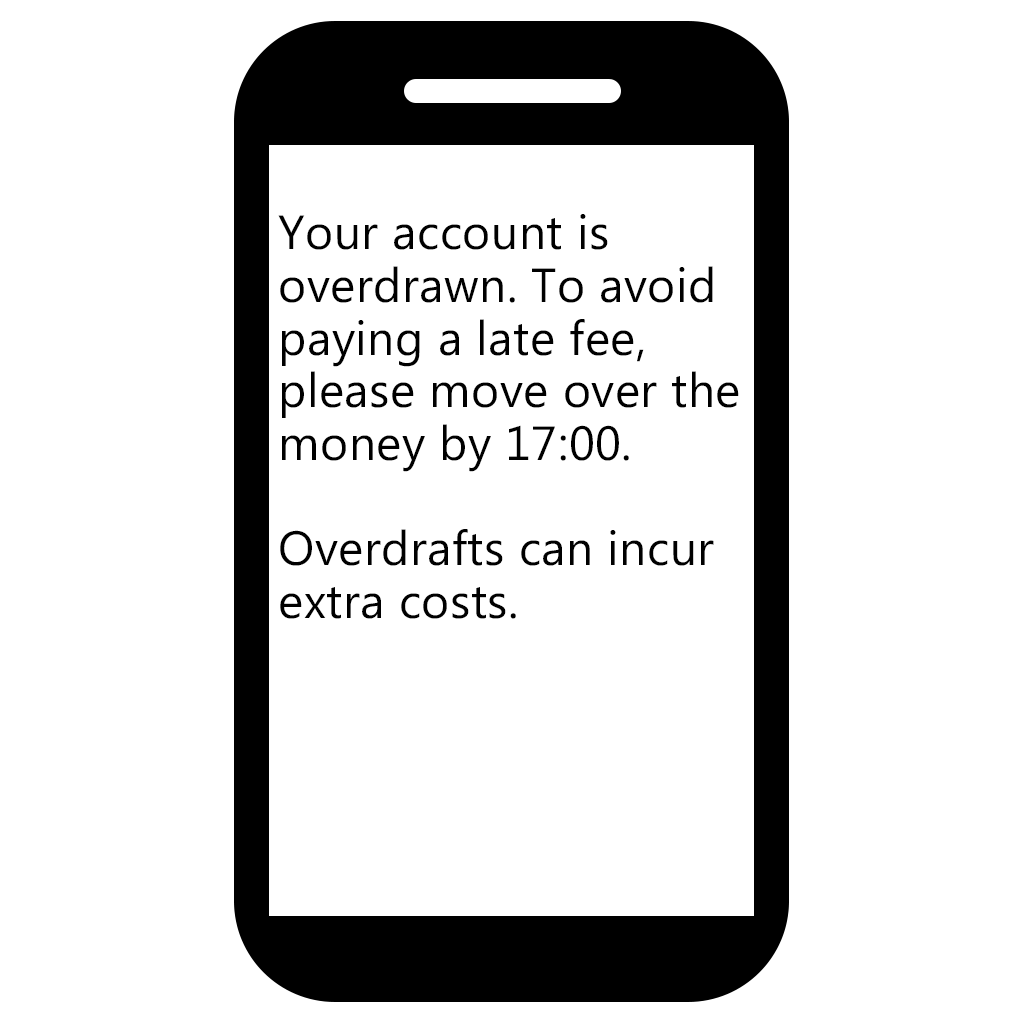 Your account is
overdrawn. To avoid
paying a late fee,
please move over the
money by 17:00.
Overdrafts can incur
extra costs.